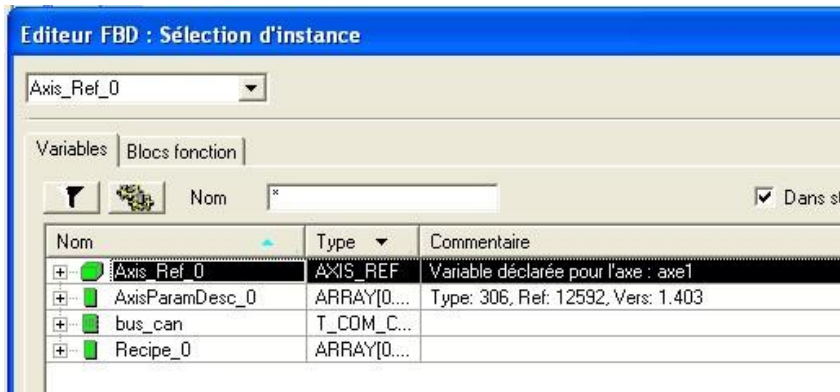 Editeur FBD : Sélection d'instance
Axis_Ref_0
Variables Blocs fonction
Nom * Dans st
Nom Type Commentaire
Axis_Ref_0 AXIS_REF Variable déclarée pour l'axe : axe1
AxisParamDesc_0 ARRAY[0.... Type: 306, Ref: 12592, Vers: 1.403
bus_can T_COM_C...
Recipe_0 ARRAY[0....